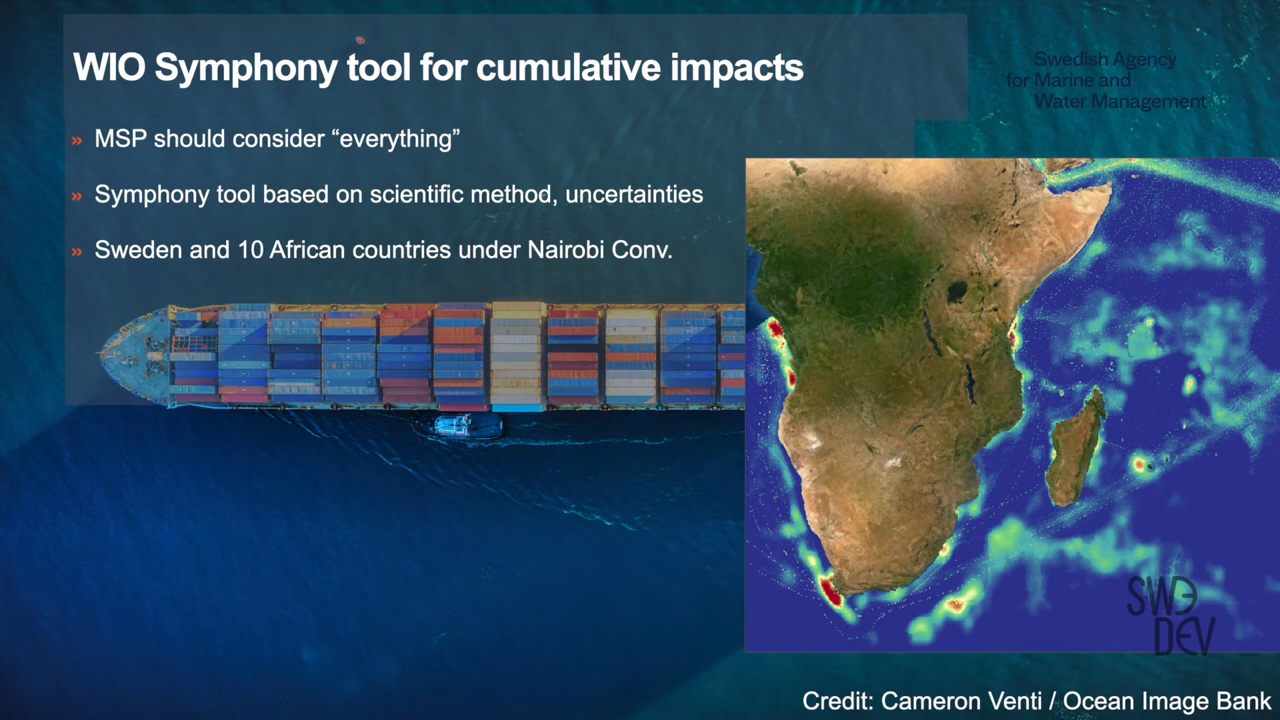 WIO Symphony tool for cumulative impacts
Swedish Agency
for Marine and
Water Management
» MSP should consider “everything”
» Symphony tool based on scientific method, uncertainties
» Sweden and 10 African countries under Nairobi Conv.
SWE
DEV
Credit: Cameron Venti / Ocean Image Bank